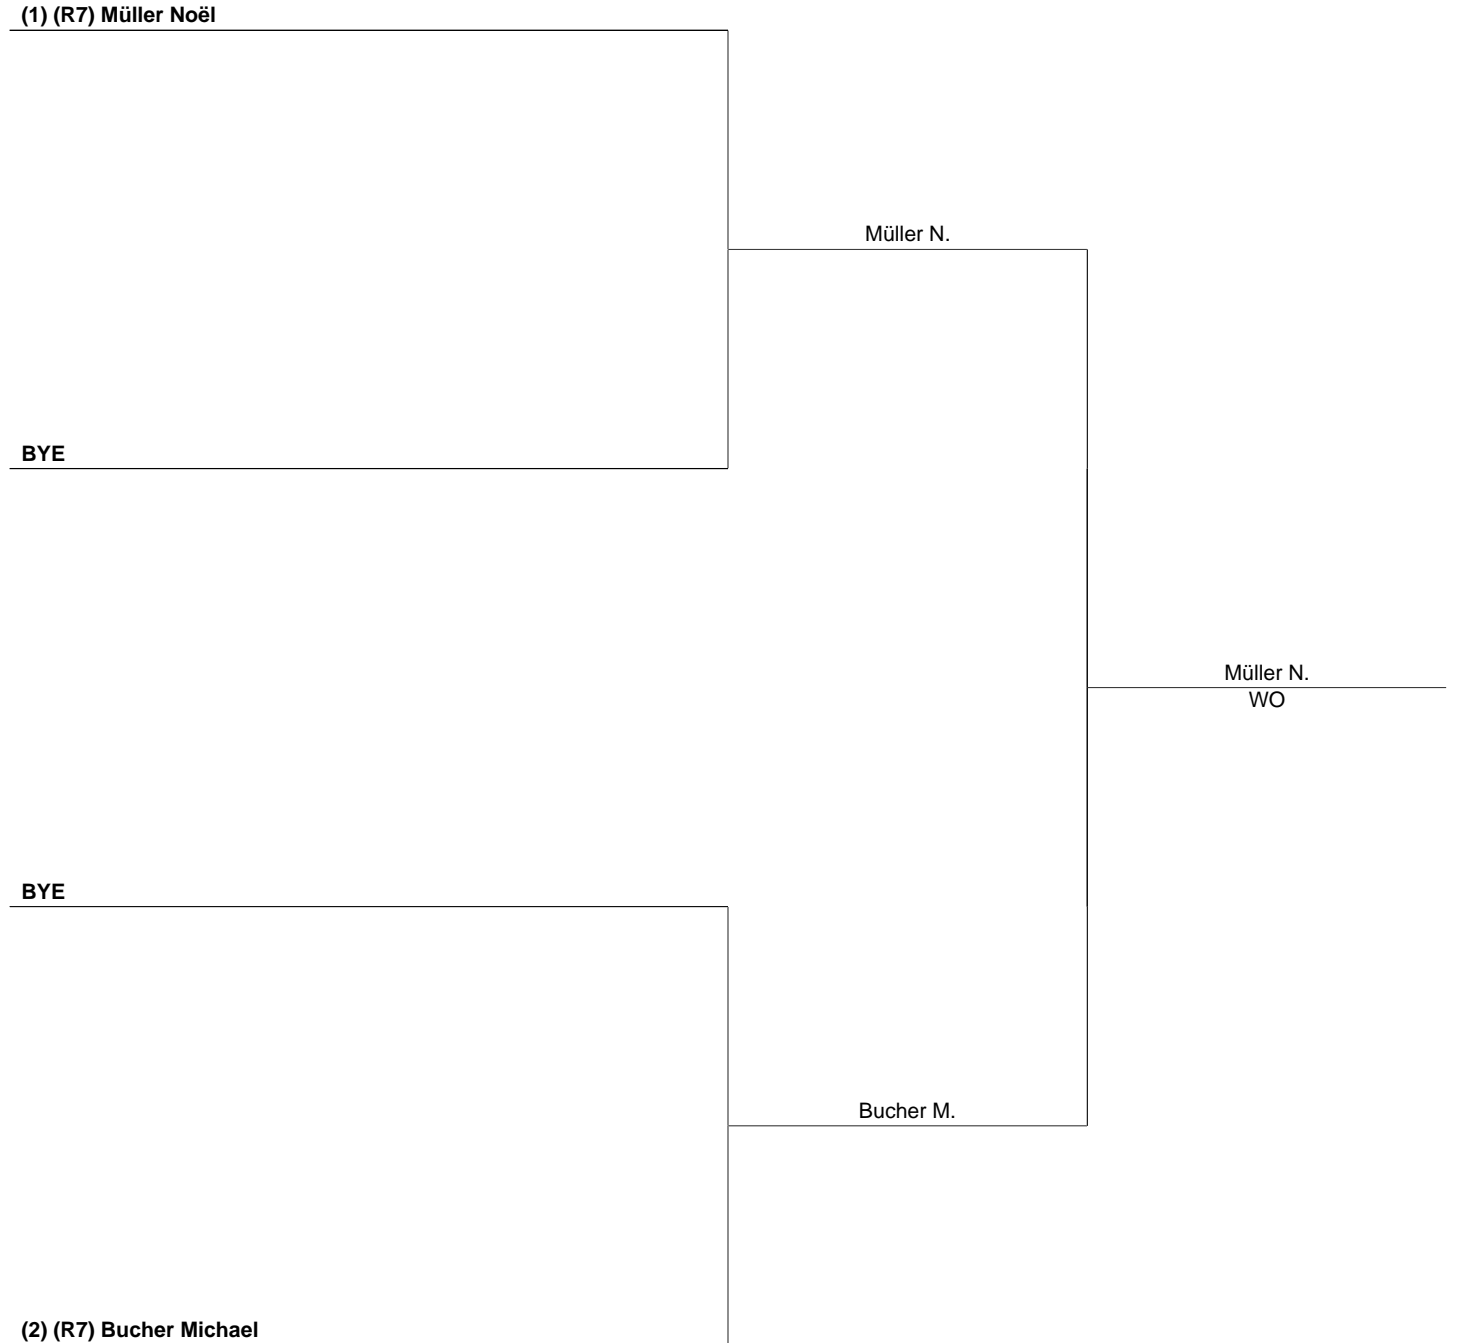 (1) (R7) Müller Noël
Müller N.
BYE
Müller N.
WO
BYE
Bucher M.
(2) (R7) Bucher Michael